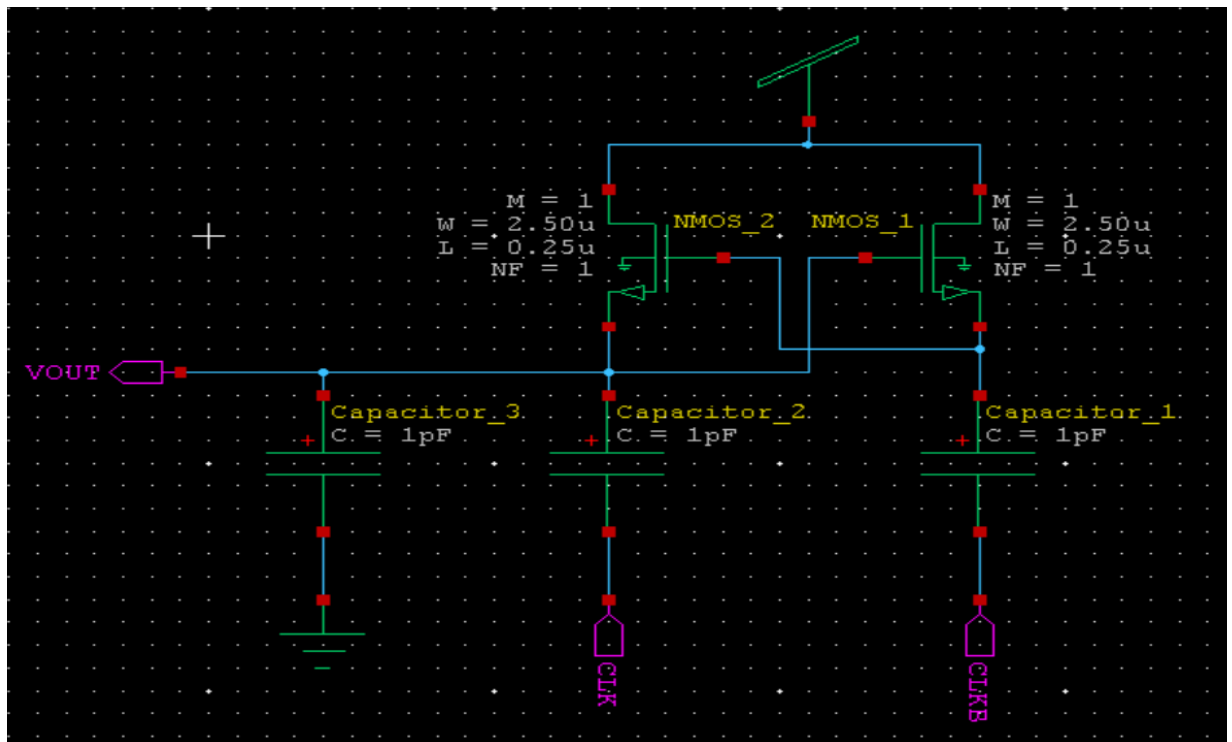 M = 1
W = 2.50u
L = 0.25u
NF = 1
NMOS_2
NMOS_1
M = 1
W = 2.50u
L = 0.25u
NF = 1
VOUT
Capacitor_3
C = 1pF
Capacitor_2
C = 1pF
Capacitor_1
C = 1pF
+
+
+
CLK
CLKB